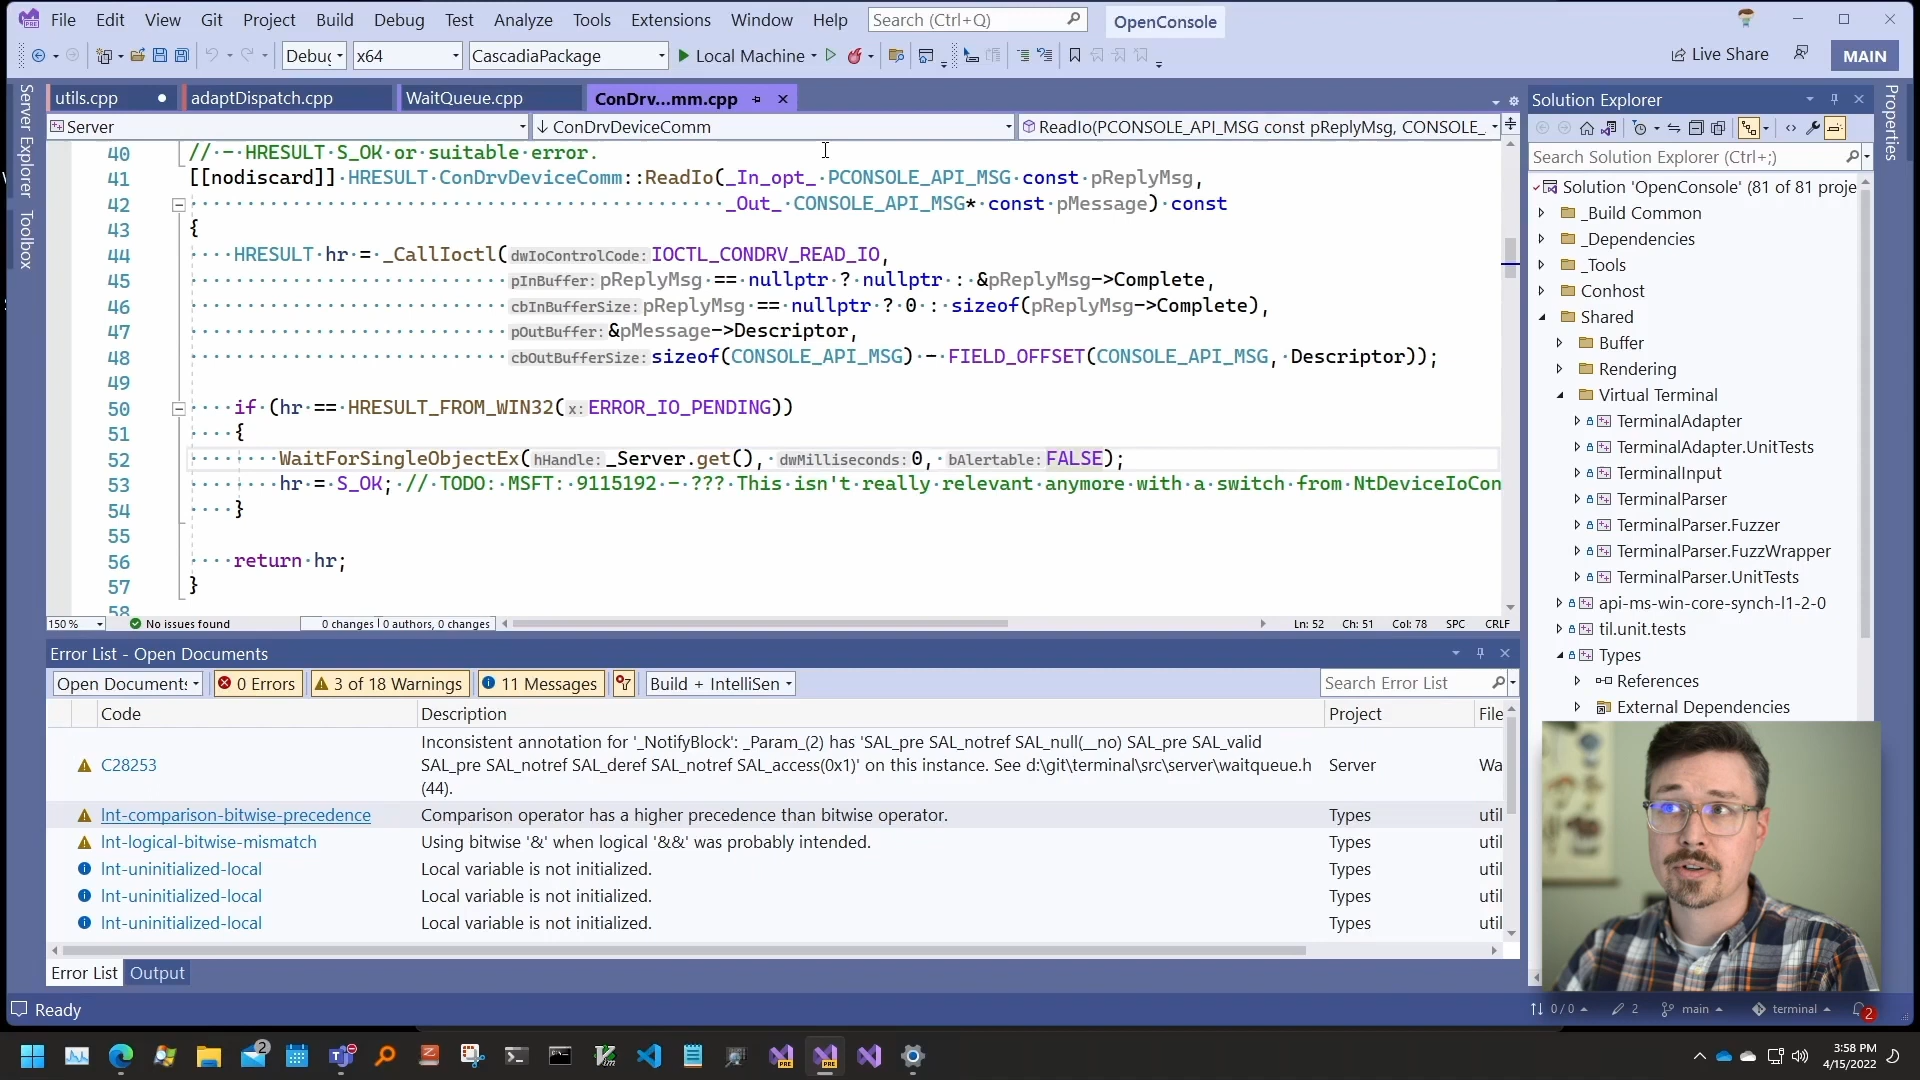 File Edit View Git Project Build Debug Test Analyze Tools Extensions Window Help Search (Ctrl+Q) OpenConsole
Debug x64 CascadiaPackage Local Machine Live Share MAIN
Server Explorer
Toolbox
utils.cpp adaptDispatch.cpp WaitQueue.cpp ConDrv...mm.cpp
Server ConDrvDeviceComm ReadIo(PCONSOLE_API_MSG const pReplyMsg, CONSOLE_
40 // - HRESULT S_OK or suitable error.
41 [[nodiscard]] HRESULT ConDrvDeviceComm::ReadIo(_In_opt_ PCONSOLE_API_MSG const pReplyMsg,
42 _Out_ CONSOLE_API_MSG* const pMessage) const
43 {
44 HRESULT hr = _CallIoctl(dwIoControlCode: IOCTL_CONDRV_READ_IO,
45 pInBuffer: pReplyMsg == nullptr ? nullptr : &pReplyMsg->Complete,
46 cbInBufferSize: pReplyMsg == nullptr ? 0 : sizeof(pReplyMsg->Complete),
47 pOutBuffer: &pMessage->Descriptor,
48 cbOutBufferSize: sizeof(CONSOLE_API_MSG) - FIELD_OFFSET(CONSOLE_API_MSG, Descriptor));
49
50 if (hr == HRESULT_FROM_WIN32(x: ERROR_IO_PENDING))
51 {
52 WaitForSingleObjectEx(hHandle: _Server.get(), dwMilliseconds: 0, bAlertable: FALSE);
53 hr = S_OK; // TODO: MSFT: 9115192 - ??? This isn't really relevant anymore with a switch from NtDeviceIoCon
54 }
55
56 return hr;
57 }
58
150 % No issues found 0 changes | 0 authors, 0 changes Ln: 52 Ch: 51 Col: 78 SPC CRLF
Error List - Open Documents
Open Documents 0 Errors 3 of 18 Warnings 11 Messages Build + IntelliSen Search Error List
Code Description Project File
C28253 Inconsistent annotation for '_NotifyBlock': _Param_(2) has 'SAL_pre SAL_notref SAL_null(__no) SAL_pre SAL_valid
SAL_pre SAL_notref SAL_deref SAL_notref SAL_access(0x1)' on this instance. See d:\git\terminal\src\server\waitqueue.h Server Wa
(44).
lnt-comparison-bitwise-precedence Comparison operator has a higher precedence than bitwise operator. Types util
lnt-logical-bitwise-mismatch Using bitwise '&' when logical '&&' was probably intended. Types util
lnt-uninitialized-local Local variable is not initialized. Types util
lnt-uninitialized-local Local variable is not initialized. Types util
lnt-uninitialized-local Local variable is not initialized. Types util
Error List Output
Solution Explorer
Search Solution Explorer (Ctrl+;)
Solution 'OpenConsole' (81 of 81 proje
_Build Common
_Dependencies
_Tools
Conhost
Shared
Buffer
Rendering
Virtual Terminal
TerminalAdapter
TerminalAdapter.UnitTests
TerminalInput
TerminalParser
TerminalParser.Fuzzer
TerminalParser.FuzzWrapper
TerminalParser.UnitTests
api-ms-win-core-synch-l1-2-0
til.unit.tests
Types
References
External Dependencies
Properties
Ready 0 / 0 2 main terminal 2
2
3:58 PM
4/15/2022